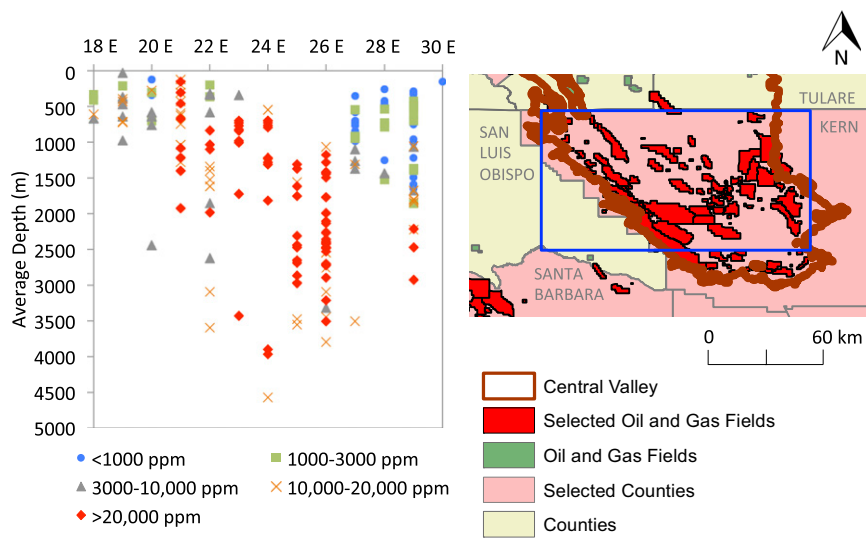 18 E 20 E 22 E 24 E 26 E 28 E 30 E
0
500
1000
1500
2000
2500
3000
3500
4000
4500
5000
Average Depth (m)
<1000 ppm
1000-3000 ppm
3000-10,000 ppm
10,000-20,000 ppm
>20,000 ppm
N
TULARE
KERN
SAN
LUIS
OBISPO
SANTA
BARBARA
0 60 km
Central Valley
Selected Oil and Gas Fields
Oil and Gas Fields
Selected Counties
Counties